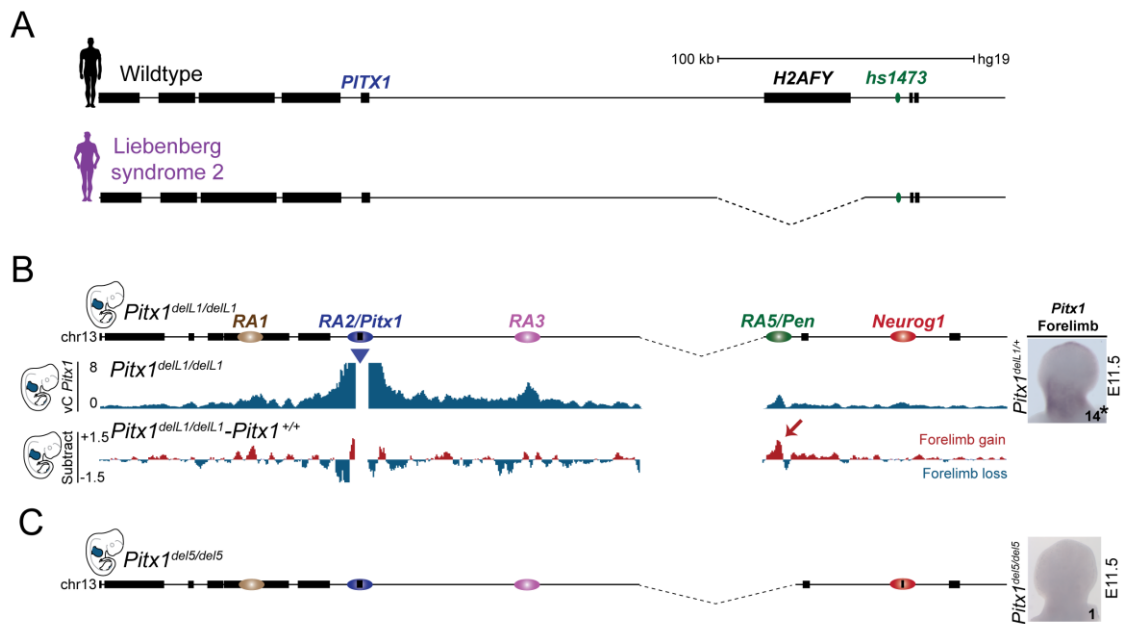 A
Wildtype
PITX1
100 kb
hg19
H2AFY
hs1473
Liebenberg
syndrome 2
B
Pitx1delL1/delL1
chr13
RA1
RA2/Pitx1
RA3
RA5/Pen
Neurog1
Pitx1
Forelimb
vC Pitx1
8
0
Pitx1delL1/delL1
Pitx1delL1/+
14*
E11.5
Subtract
+1.5
-1.5
Pitx1delL1/delL1-Pitx1+/+
Forelimb gain
Forelimb loss
C
Pitx1del5/del5
chr13
Pitx1del5/del5
1
E11.5